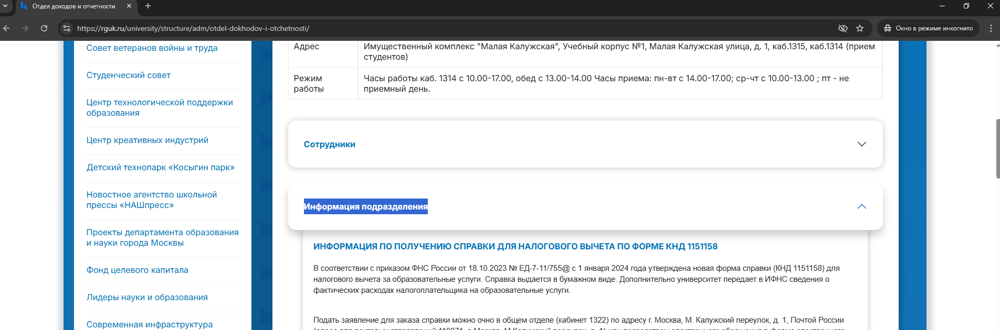 Отдел доходов и отчетности
https://rguk.ru/university/structure/adm/otdel-dokhodov-i-otchetnosti/
Окно в режиме инкогнито
Совет ветеранов войны и труда
Студенческий совет
Центр технологической поддержки
образования
Центр креативных индустрий
Детский технопарк «Косыгин парк»
Новостное агентство школьной
прессы «НАШпресс»
Проекты департамента образования
и науки города Москвы
Фонд целевого капитала
Лидеры науки и образования
Современная инфраструктура
Адрес
Имущественный комплекс "Малая Калужская", Учебный корпус №1, Малая Калужская улица, д. 1, каб.1315, каб.1314 (прием
студентов)
Режим
работы
Часы работы каб. 1314 с 10.00-17.00, обед с 13.00-14.00 Часы приема: пн-вт с 14.00-17.00; ср-чт с 10.00-13.00 ; пт - не
приемный день.
Сотрудники
Информация подразделения
ИНФОРМАЦИЯ ПО ПОЛУЧЕНИЮ СПРАВКИ ДЛЯ НАЛОГОВОГО ВЫЧЕТА ПО ФОРМЕ КНД 1151158
В соответствии с приказом ФНС России от 18.10.2023 № ЕД-7-11/755@ с 1 января 2024 года утверждена новая форма справки (КНД 1151158) для
налогового вычета за образовательные услуги. Справка выдается в бумажном виде. Дополнительно университет передает в ИФНС сведения о
фактических расходах налогоплательщика на образовательные услуги.
Подать заявление для заказа справки можно очно в общем отделе (кабинет 1322) по адресу г. Москва, М. Калужский переулок, д. 1, Почтой России